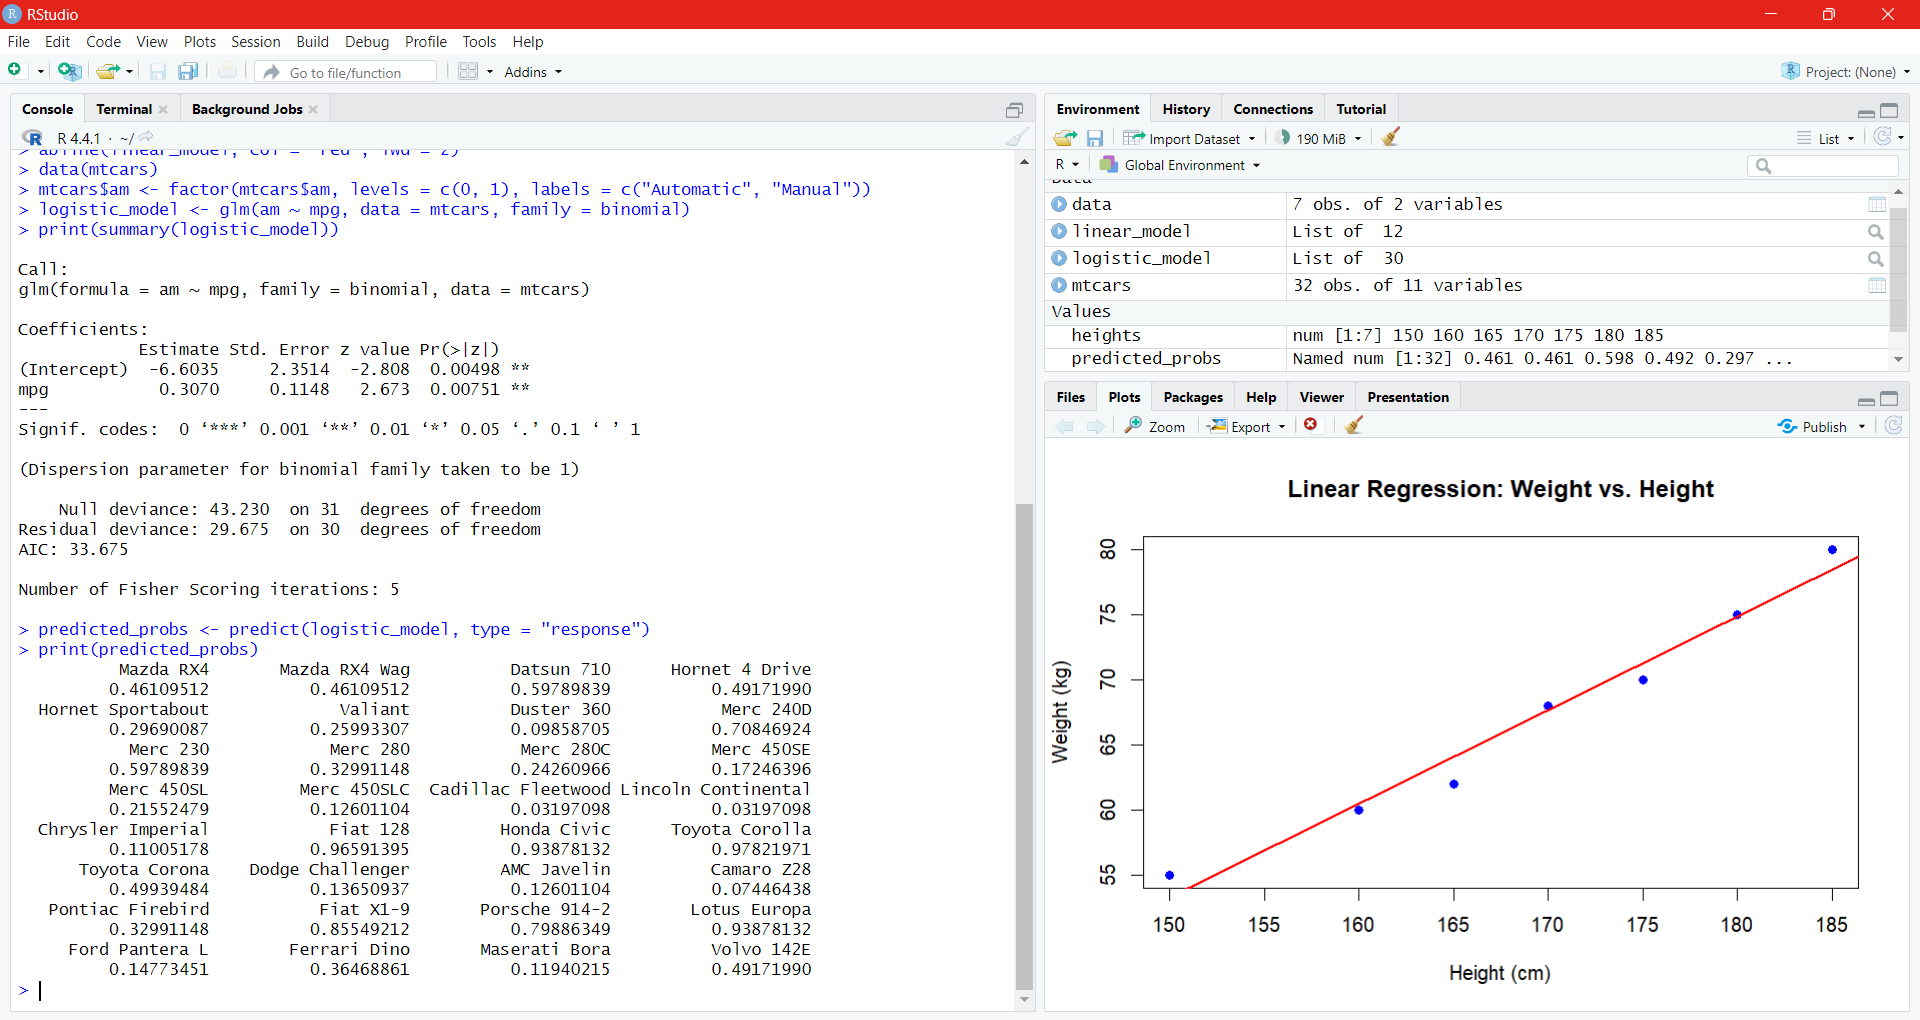 RStudio
File Edit Code View Plots Session Build Debug Profile Tools Help
Go to file/function Addins Project: (None)
Console Terminal Background Jobs
R 4.4.1 · ~/
> abline(linear_model, col = "red", lwd = 2)
> data(mtcars)
> mtcars$am <- factor(mtcars$am, levels = c(0, 1), labels = c("Automatic", "Manual"))
> logistic_model <- glm(am ~ mpg, data = mtcars, family = binomial)
> print(summary(logistic_model))
Call:
glm(formula = am ~ mpg, family = binomial, data = mtcars)
Coefficients:
Estimate Std. Error z value Pr(>|z|)
(Intercept) -6.6035 2.3514 -2.808 0.00498 **
mpg 0.3070 0.1148 2.673 0.00751 **
---
Signif. codes: 0 ‘***’ 0.001 ‘**’ 0.01 ‘*’ 0.05 ‘.’ 0.1 ‘ ’ 1
(Dispersion parameter for binomial family taken to be 1)
Null deviance: 43.230 on 31 degrees of freedom
Residual deviance: 29.675 on 30 degrees of freedom
AIC: 33.675
Number of Fisher Scoring iterations: 5
> predicted_probs <- predict(logistic_model, type = "response")
> print(predicted_probs)
Mazda RX4 Mazda RX4 Wag Datsun 710 Hornet 4 Drive
0.46109512 0.46109512 0.59789839 0.49171990
Hornet Sportabout Valiant Duster 360 Merc 240D
0.29690087 0.25993307 0.09858705 0.70846924
Merc 230 Merc 280 Merc 280C Merc 450SE
0.59789839 0.32991148 0.24260966 0.17246396
Merc 450SL Merc 450SLC Cadillac Fleetwood Lincoln Continental
0.21552479 0.12601104 0.03197098 0.03197098
Chrysler Imperial Fiat 128 Honda Civic Toyota Corolla
0.11005178 0.96591395 0.93878132 0.97821971
Toyota Corona Dodge Challenger AMC Javelin Camaro Z28
0.49939484 0.13650937 0.12601104 0.07446438
Pontiac Firebird Fiat X1-9 Porsche 914-2 Lotus Europa
0.32991148 0.85549212 0.79886349 0.93878132
Ford Pantera L Ferrari Dino Maserati Bora Volvo 142E
0.14773451 0.36468861 0.11940215 0.49171990
>
Environment History Connections Tutorial
Import Dataset 190 MiB List
R Global Environment
Data
data 7 obs. of 2 variables
linear_model List of 12
logistic_model List of 30
mtcars 32 obs. of 11 variables
Values
heights num [1:7] 150 160 165 170 175 180 185
predicted_probs Named num [1:32] 0.461 0.461 0.598 0.492 0.297 ...
Files Plots Packages Help Viewer Presentation
Zoom Export Publish
Linear Regression: Weight vs. Height
Weight (kg)
80
75
70
65
60
55
150 155 160 165 170 175 180 185
Height (cm)